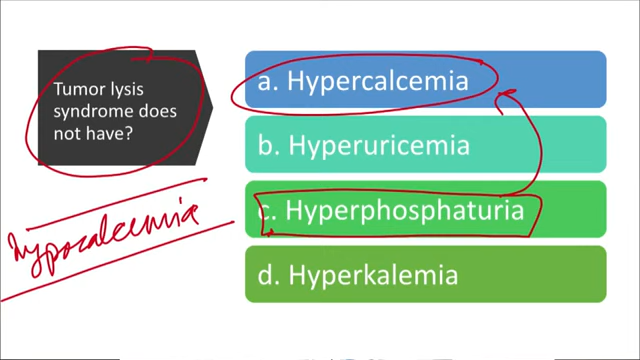 Tumor lysis
syndrome does
not have?
a. Hypercalcemia
b. Hyperuricemia
c. Hyperphosphaturia
d. Hyperkalemia
hypocalcemia